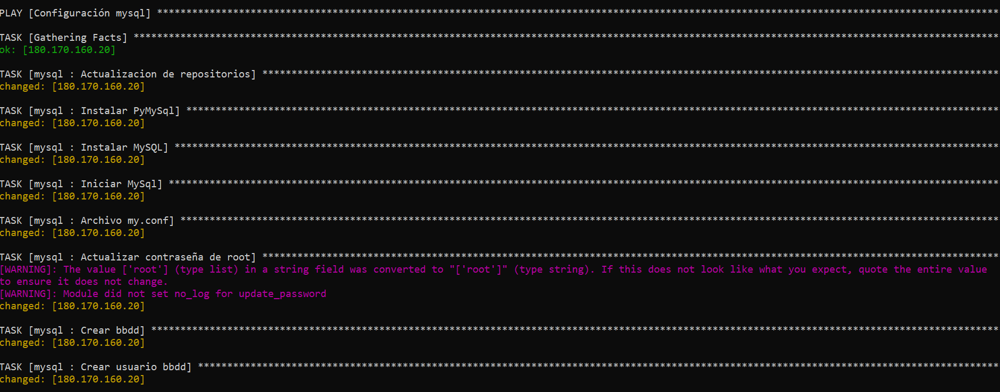 PLAY [Configuración mysql] *************************************************************************************************************************************************
TASK [Gathering Facts] *****************************************************************************************************************************************************
ok: [180.170.160.20]
TASK [mysql : Actualizacion de repositorios] *******************************************************************************************************************************
changed: [180.170.160.20]
TASK [mysql : Instalar PyMySql] ********************************************************************************************************************************************
changed: [180.170.160.20]
TASK [mysql : Instalar MySQL] **********************************************************************************************************************************************
changed: [180.170.160.20]
TASK [mysql : Iniciar MySql] ***********************************************************************************************************************************************
changed: [180.170.160.20]
TASK [mysql : Archivo my.conf] *********************************************************************************************************************************************
changed: [180.170.160.20]
TASK [mysql : Actualizar contraseña de root] *******************************************************************************************************************************
[WARNING]: The value ['root'] (type list) in a string field was converted to "['root']" (type string). If this does not look like what you expect, quote the entire value
to ensure it does not change.
[WARNING]: Module did not set no_log for update_password
changed: [180.170.160.20]
TASK [mysql : Crear bbdd] **************************************************************************************************************************************************
changed: [180.170.160.20]
TASK [mysql : Crear usuario bbdd] ******************************************************************************************************************************************
changed: [180.170.160.20]